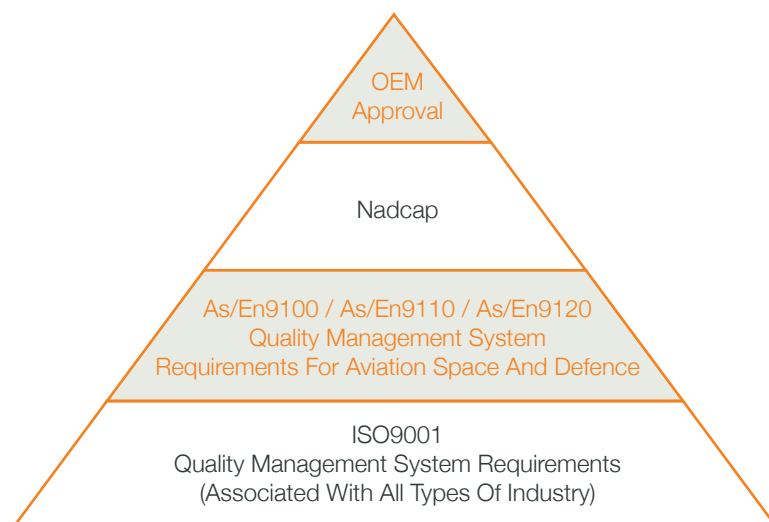 OEM
Approval
Nadcap
As/En9100 / As/En9110 / As/En9120
Quality Management System
Requirements For Aviation Space And Defence
ISO9001
Quality Management System Requirements
(Associated With All Types Of Industry)